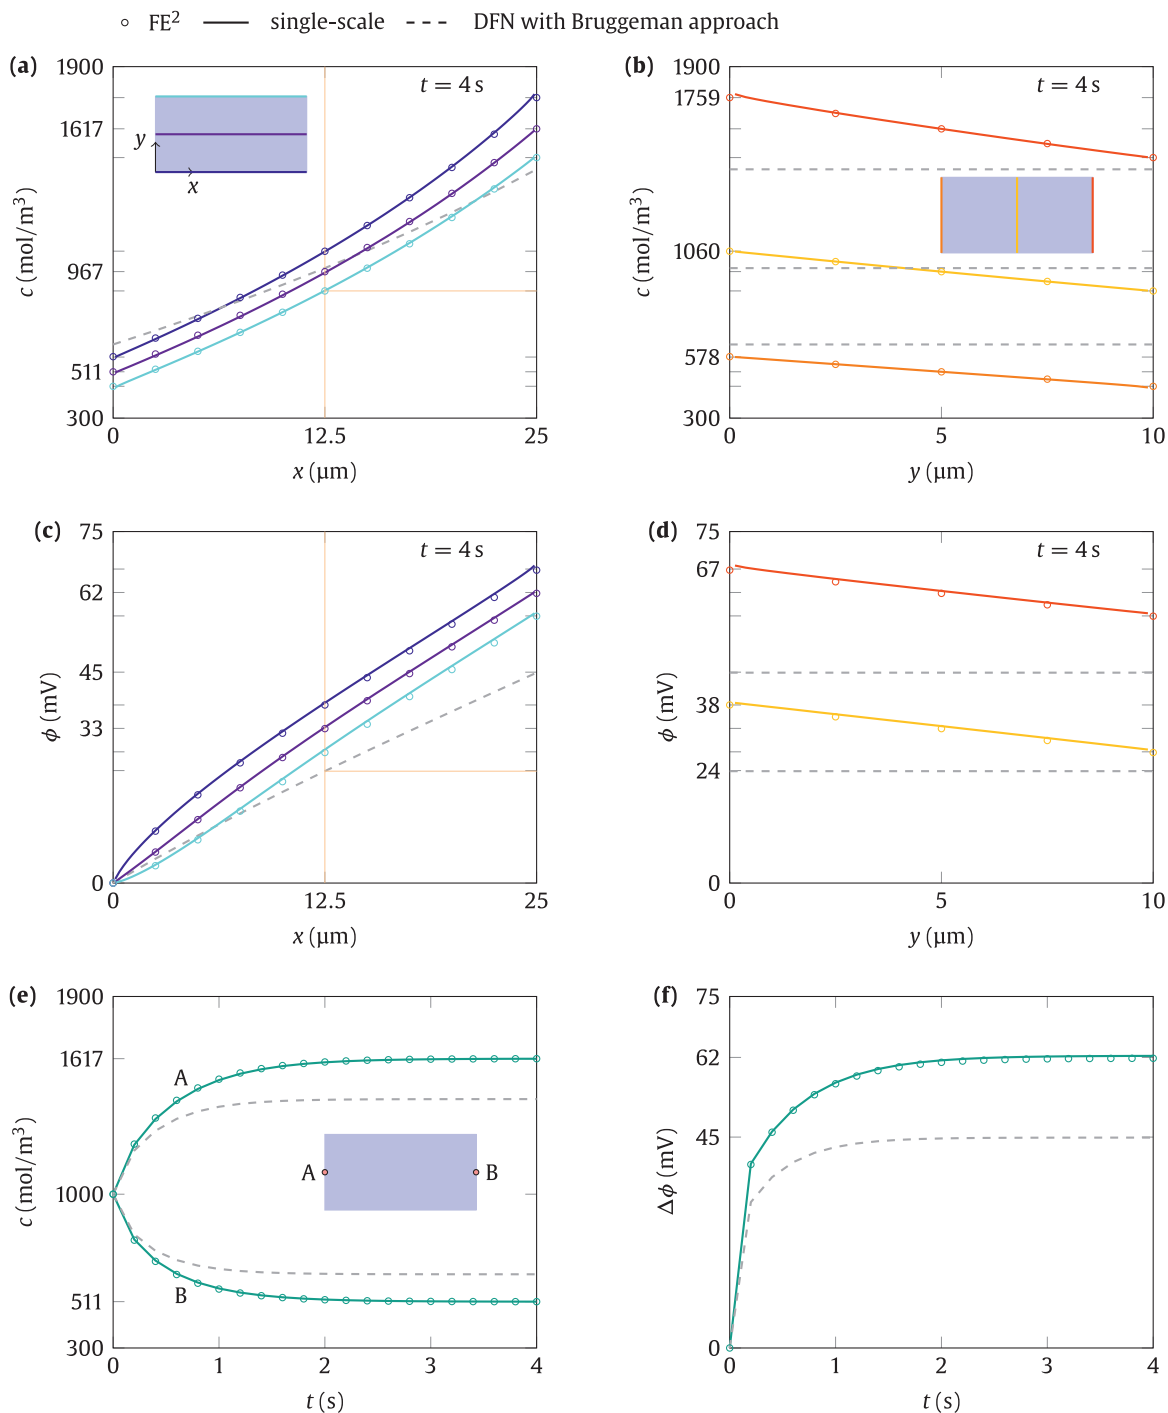 FE² single-scale DFN with Bruggeman approach
(a) (b)
1900 t = 4 s 1900 t = 4 s
1759
1617
y
x
c (mol/m³) c (mol/m³)
1060
967
578
511
300 300
0 12.5 25 0 5 10
x (µm) y (µm)
(c) (d)
75 t = 4 s 75 t = 4 s
67
62
45
38
33
ϕ (mV) ϕ (mV)
24
0 0
0 12.5 25 0 5 10
x (µm) y (µm)
(e) (f)
1900 75
1617 62
A
45
c (mol/m³) A B Δϕ (mV)
1000
B
511
300 0
0 1 2 3 4 0 1 2 3 4
t (s) t (s)